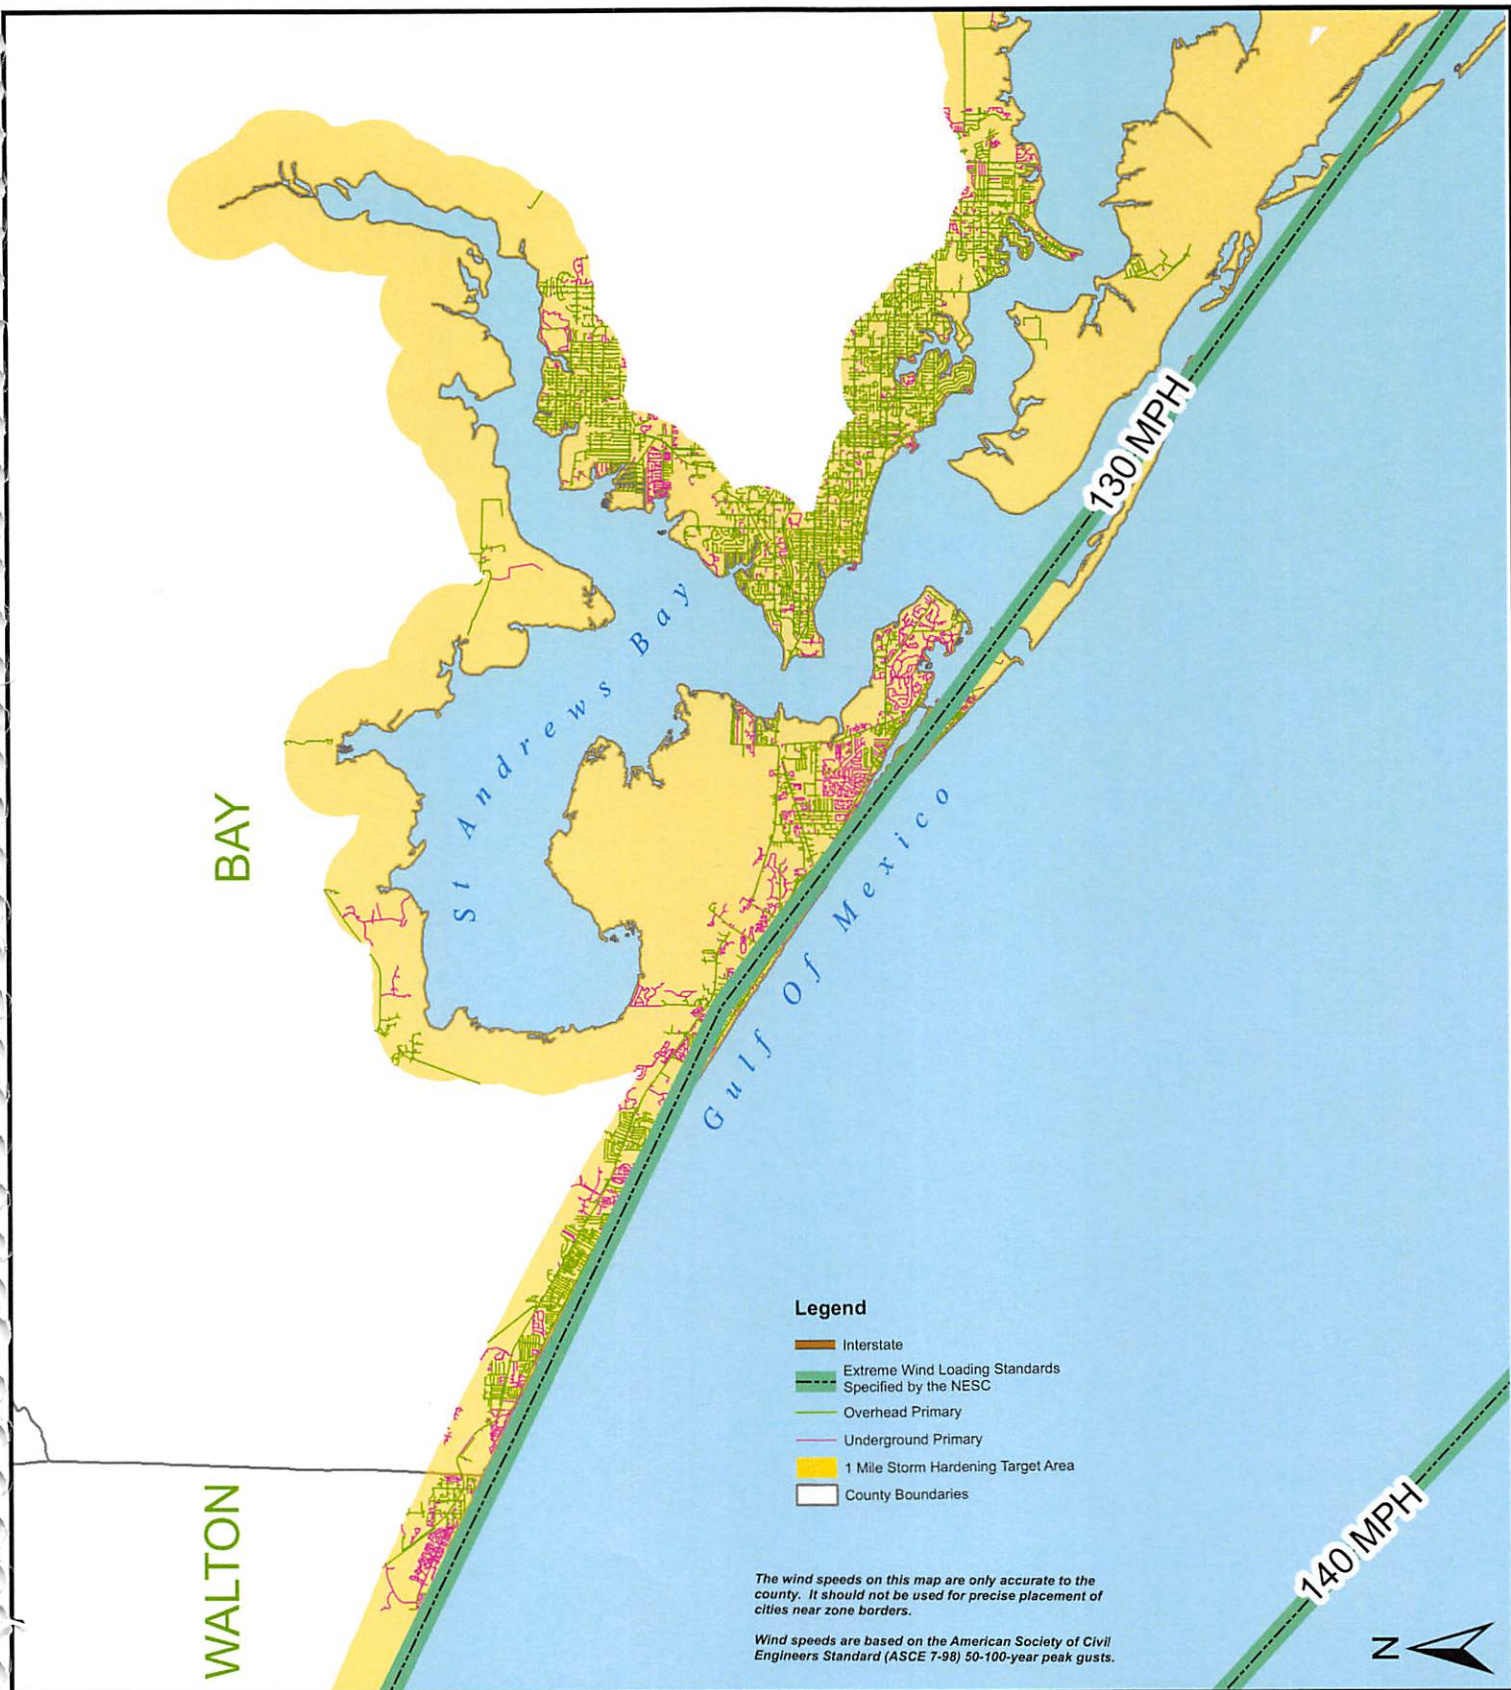 BAY
WALTON
St Andrews Bay
Gulf Of Mexico
130 MPH
140 MPH
Legend
Interstate
Extreme Wind Loading Standards
Specified by the NESC
Overhead Primary
Underground Primary
1 Mile Storm Hardening Target Area
County Boundaries
The wind speeds on this map are only accurate to the
county. It should not be used for precise placement of
cities near zone borders.
Wind speeds are based on the American Society of Civil
Engineers Standard (ASCE 7-98) 50-100-year peak gusts.
N